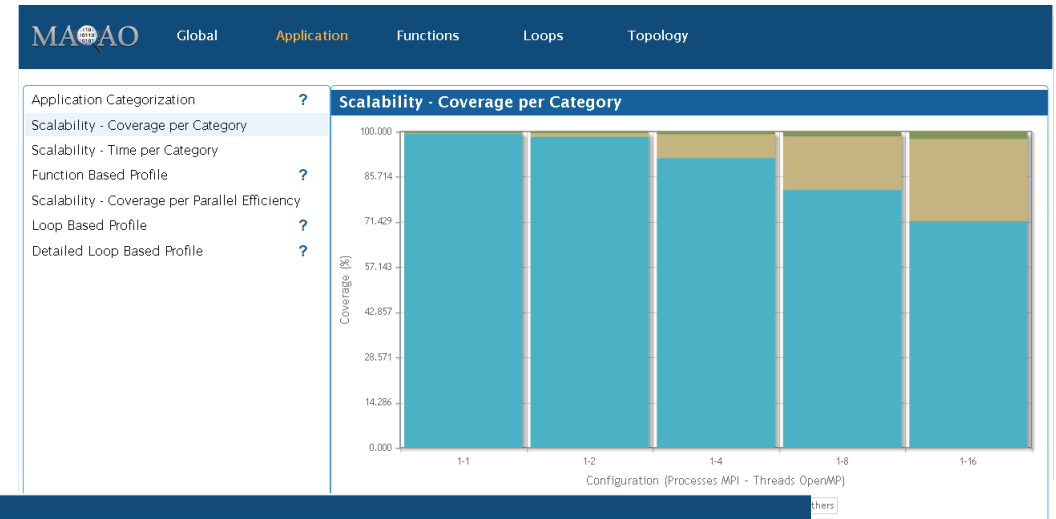 MAQAO
Global
Application
Functions
Loops
Topology
Application Categorization ?
Scalability - Coverage per Category
Scalability - Time per Category
Function Based Profile ?
Scalability - Coverage per Parallel Efficiency
Loop Based Profile ?
Detailed Loop Based Profile ?
Scalability - Coverage per Category
100.000
85.714
71.429
57.143
42.857
28.571
14.286
0.000
Coverage (%)
1-1
1-2
1-4
1-8
1-16
Configuration (Processes MPI - Threads OpenMP)
thers